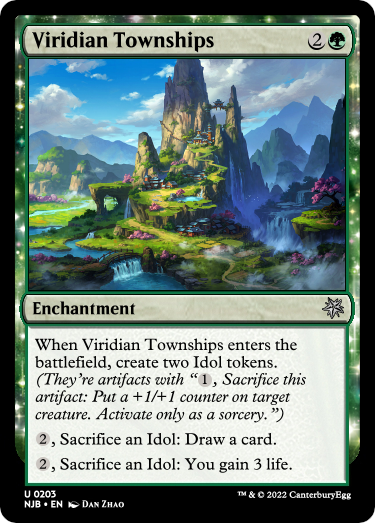 Viridian Townships 2
Enchantment
When Viridian Townships enters the
battlefield, create two Idol tokens.
(They're artifacts with “1, Sacrifice this
artifact: Put a +1/+1 counter on target
creature. Activate only as a sorcery.”)
2, Sacrifice an Idol: Draw a card.
2, Sacrifice an Idol: You gain 3 life.
U 0203
NJB • EN Dan Zhao
™ & © 2022 CanterburyEgg